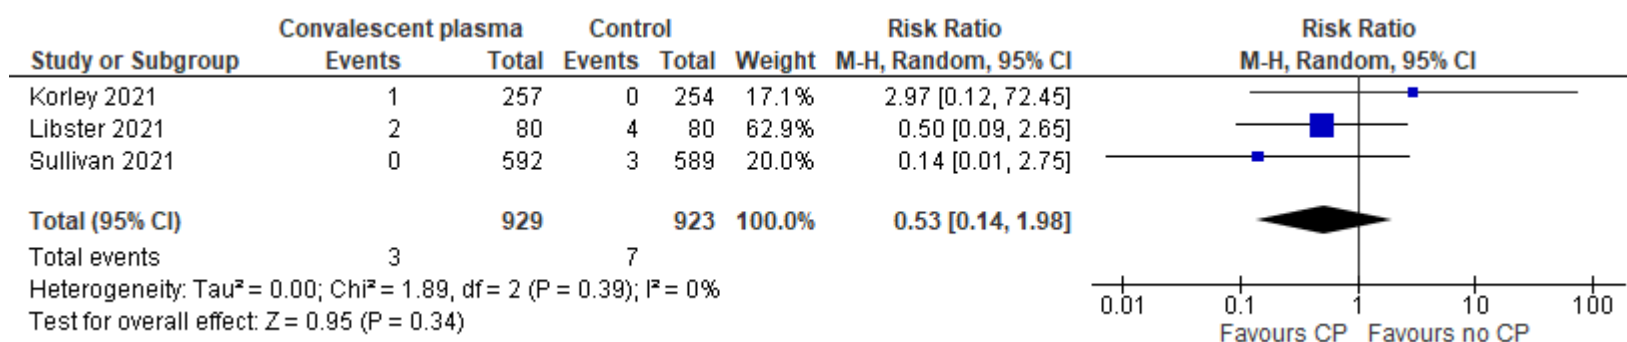 Convalescent plasma Control Risk Ratio Risk Ratio
Study or Subgroup Events Total Events Total Weight M-H, Random, 95% CI M-H, Random, 95% CI
Korley 2021 1 257 0 254 17.1% 2.97 [0.12, 72.45]
Libster 2021 2 80 4 80 62.9% 0.50 [0.09, 2.65]
Sullivan 2021 0 592 3 589 20.0% 0.14 [0.01, 2.75]
Total (95% CI) 929 923 100.0% 0.53 [0.14, 1.98]
Total events 3 7
Heterogeneity: Tau² = 0.00; Chi² = 1.89, df = 2 (P = 0.39); I² = 0%
Test for overall effect: Z = 0.95 (P = 0.34)
0.01 0.1 1 10 100
Favours CP Favours no CP